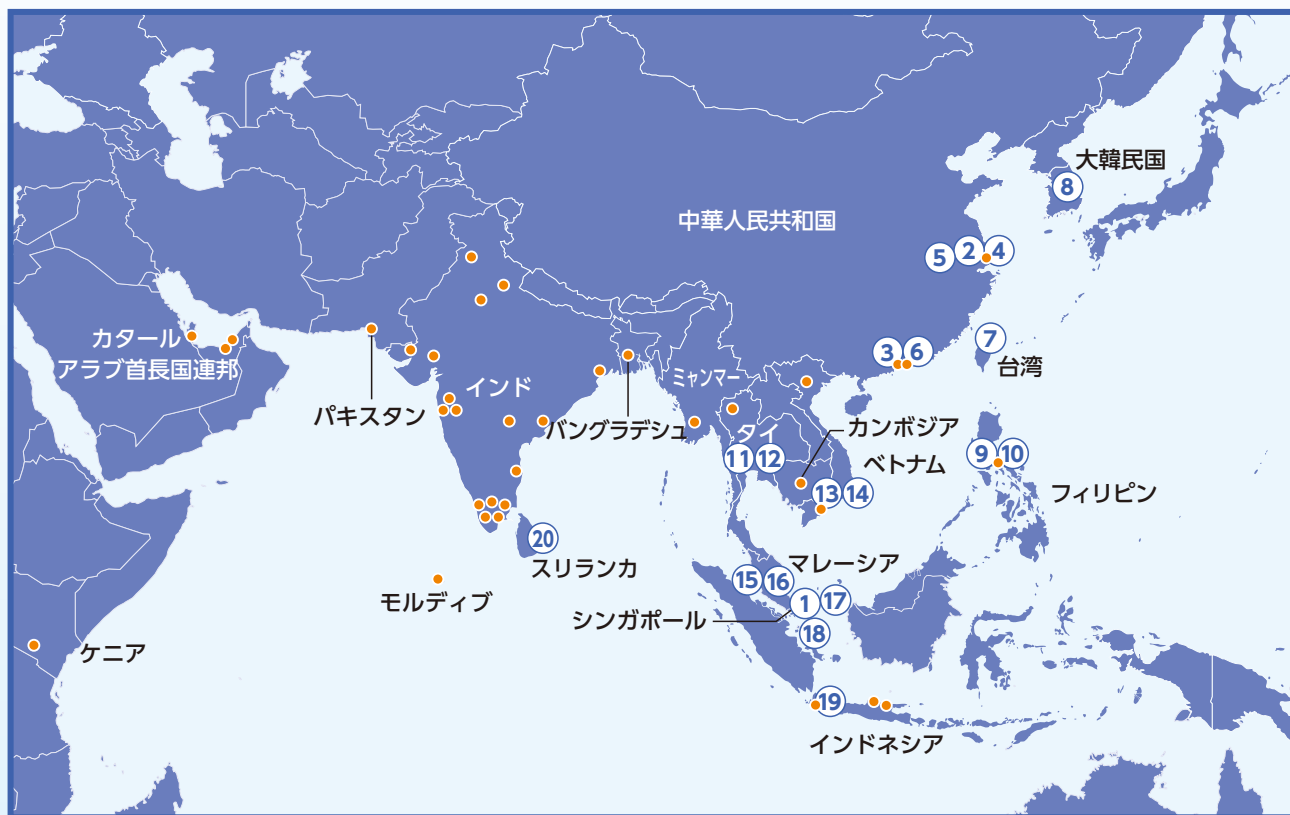 大韓民国
8
中華人民共和国
5
2
4
カタール
アラブ首長国連邦
パキスタン
インド
バングラデシュ
ミャンマー
3
6
7
台湾
タイ
11
12
カンボジア
ベトナム
13
14
9
10
フィリピン
20
スリランカ
モルディブ
マレーシア
15
16
シンガポール
1
17
18
ケニア
19
インドネシア